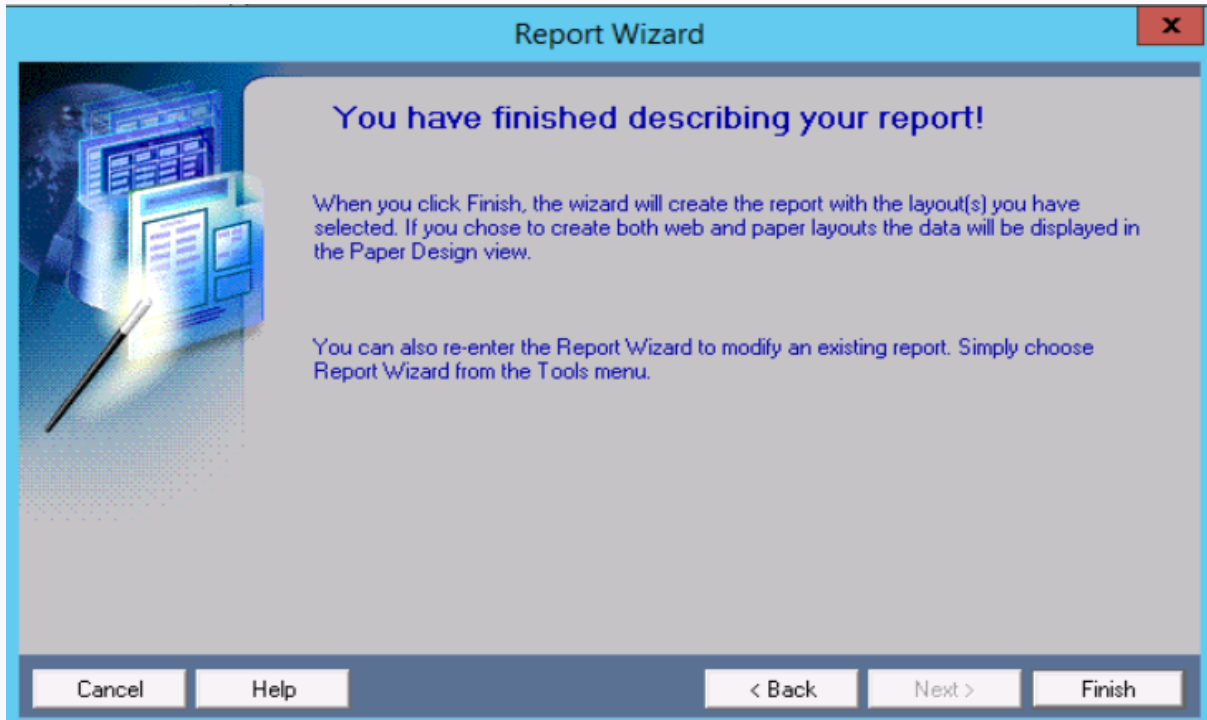 Report Wizard
x
You have finished describing your report!
When you click Finish, the wizard will create the report with the layout(s) you have
selected. If you chose to create both web and paper layouts the data will be displayed in
the Paper Design view.
You can also re-enter the Report Wizard to modify an existing report. Simply choose
Report Wizard from the Tools menu.
Cancel
Help
< Back
Next >
Finish